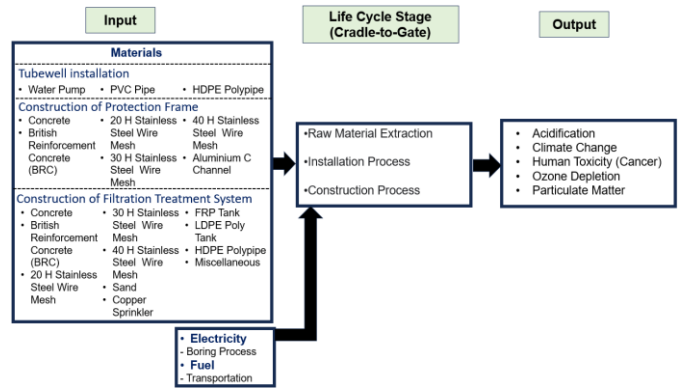 Input
Life Cycle Stage
(Cradle-to-Gate)
Output
Materials
Tubewell installation
• Water Pump • PVC Pipe • HDPE Polypipe
Construction of Protection Frame
• Concrete
• British
Reinforcement
Concrete
(BRC)
• 20 H Stainless
Steel Wire
Mesh
• 30 H Stainless
Steel Wire
Mesh
• 40 H Stainless
Steel Wire
Mesh
• Aluminium C
Channel
Construction of Filtration Treatment System
• Concrete
• British
Reinforcement
Concrete
(BRC)
• 20 H Stainless
Steel Wire
Mesh
• 30 H Stainless
Steel Wire
Mesh
• 40 H Stainless
Steel Wire
Mesh
• Sand
• Copper
Sprinkler
• FRP Tank
• LDPE Poly
Tank
• HDPE Polypipe
• Miscellaneous
• Electricity
- Boring Process
• Fuel
- Transportation
•Raw Material Extraction
•Installation Process
•Construction Process
• Acidification
• Climate Change
• Human Toxicity (Cancer)
• Ozone Depletion
• Particulate Matter